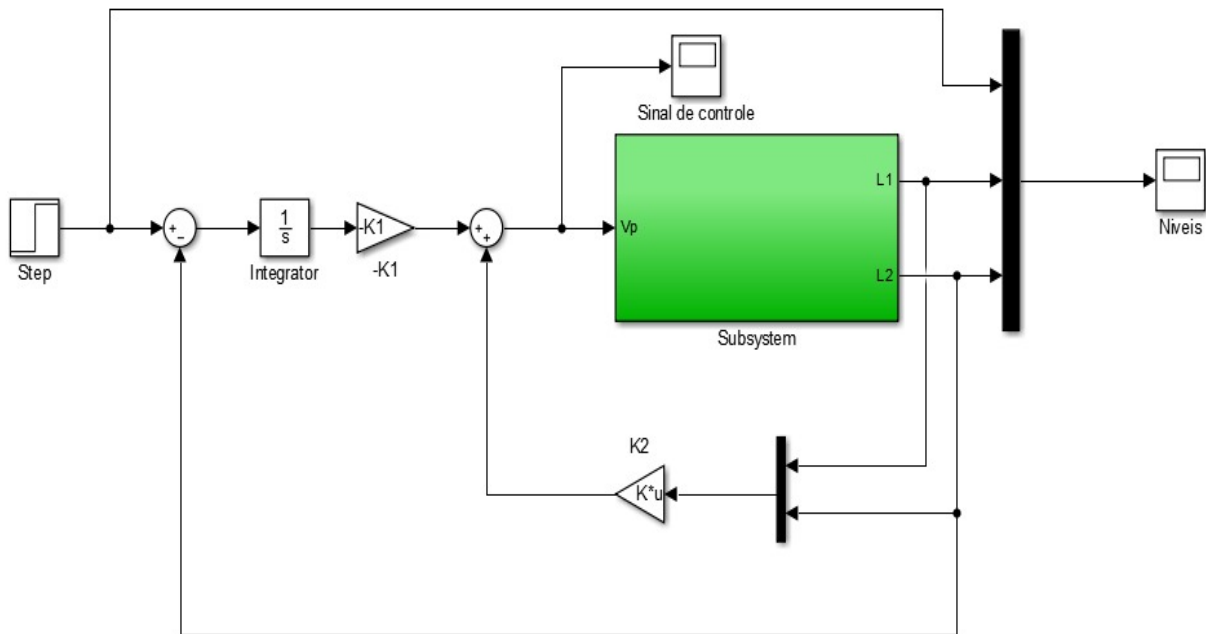 Sinal de controle
L1
Vp
L2
Subsystem
Step
+
−
1
s
Integrator
-K1
-K1
+
+
Niveis
K2
K*u